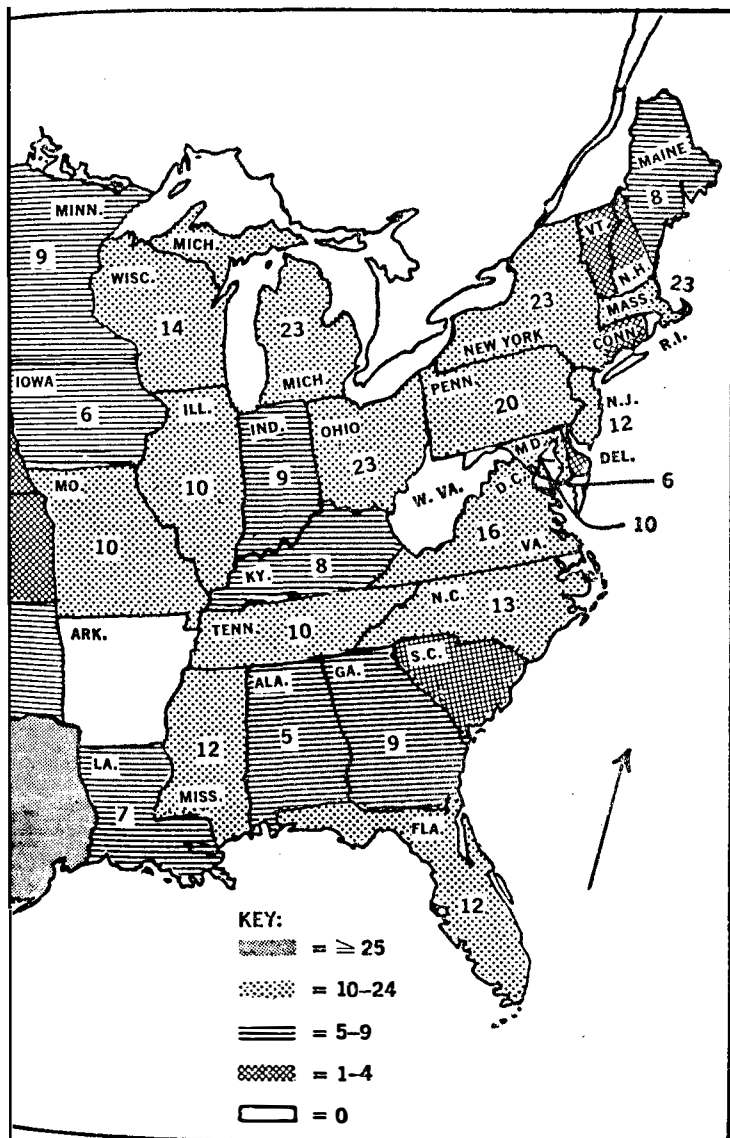 MAINE
8
MINN.
9
VT.
N.H.
MICH.
WISC.
14
23
MICH.
23
NEW YORK
MASS.
23
CONN.
R.I.
IOWA
6
ILL.
10
IND.
9
OHIO
23
PENN.
20
N.J.
12
MD.
D.C.
DEL.
6
10
MO.
10
W. VA.
KY.
8
16
VA.
N.C.
13
ARK.
TENN.
10
S.C.
ALA.
5
GA.
9
12
MISS.
LA.
7
FLA.
12
KEY:
= ≧ 25
= 10–24
= 5–9
= 1–4
= 0